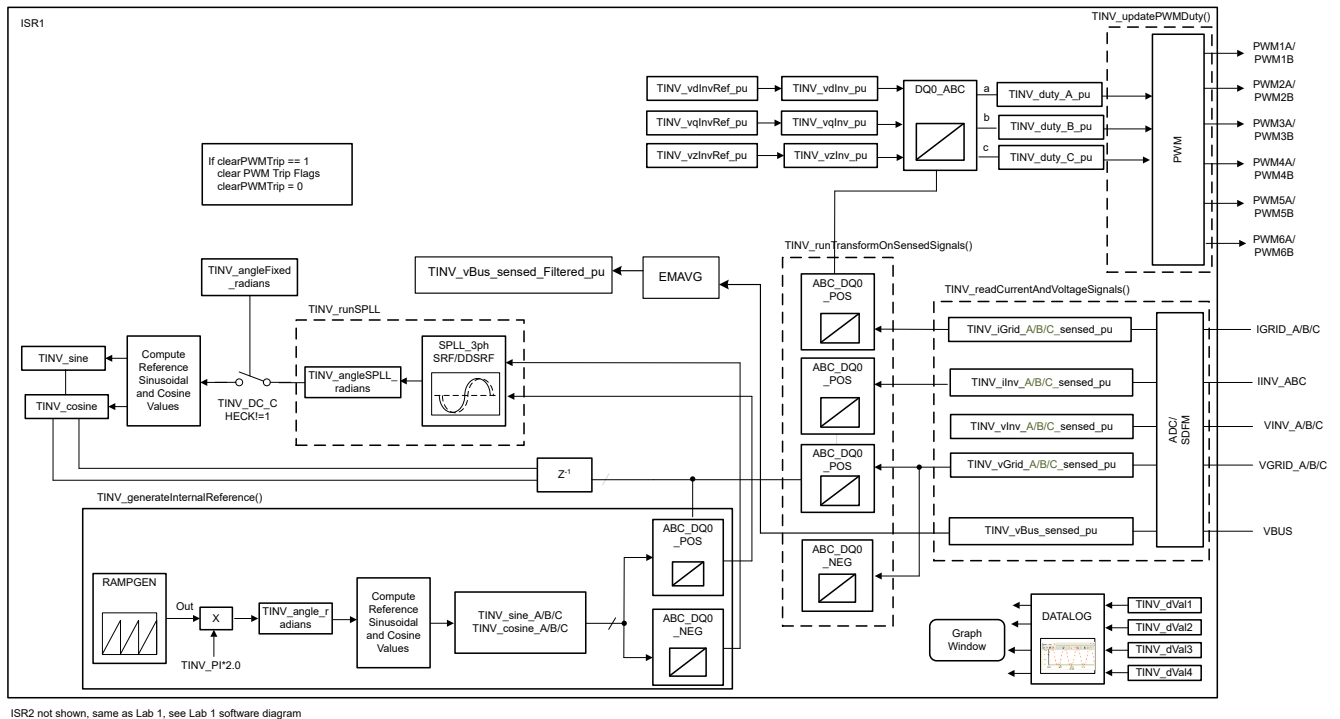 ISR1
TINV_updatePWMDuty()
PWM
PWM1A/
PWM1B
PWM2A/
PWM2B
PWM3A/
PWM3B
PWM4A/
PWM4B
PWM5A/
PWM5B
PWM6A/
PWM6B
TINV_vdInvRef_pu
TINV_vdInv_pu
TINV_vqInvRef_pu
TINV_vqInv_pu
TINV_vzInvRef_pu
TINV_vzInv_pu
DQ0_ABC
a
b
c
TINV_duty_A_pu
TINV_duty_B_pu
TINV_duty_C_pu
If clearPWMTrip == 1
clear PWM Trip Flags
clearPWMTrip = 0
TINV_runTransformOnSensedSignals()
ABC_DQ0
_POS
ABC_DQ0
_POS
ABC_DQ0
_POS
ABC_DQ0
_NEG
TINV_readCurrentAndVoltageSignals()
TINV_iGrid_A/B/C_sensed_pu
TINV_iInv_A/B/C_sensed_pu
TINV_vInv_A/B/C_sensed_pu
TINV_vGrid_A/B/C_sensed_pu
TINV_vBus_sensed_pu
ADC/
SDFM
IGRID_A/B/C
IINV_ABC
VINV_A/B/C
VGRID_A/B/C
VBUS
TINV_vBus_sensed_Filtered_pu
EMAVG
TINV_angleFixed
_radians
TINV_runSPLL
SPLL_3ph
SRF/DDSRF
TINV_angleSPLL_
radians
TINV_DC_C
HECK!=1
Compute
Reference
Sinusoidal
and Cosine
Values
TINV_sine
TINV_cosine
Z-1
TINV_generateInternalReference()
RAMPGEN
Out
X
TINV_PI*2.0
TINV_angle_r
adians
Compute
Reference
Sinusoidal
and Cosine
Values
TINV_sine_A/B/C
TINV_cosine_A/B/C
ABC_DQ0
_POS
ABC_DQ0
_NEG
Graph
Window
DATALOG
TINV_dVal1
TINV_dVal2
TINV_dVal3
TINV_dVal4
ISR2 not shown, same as Lab 1, see Lab 1 software diagram